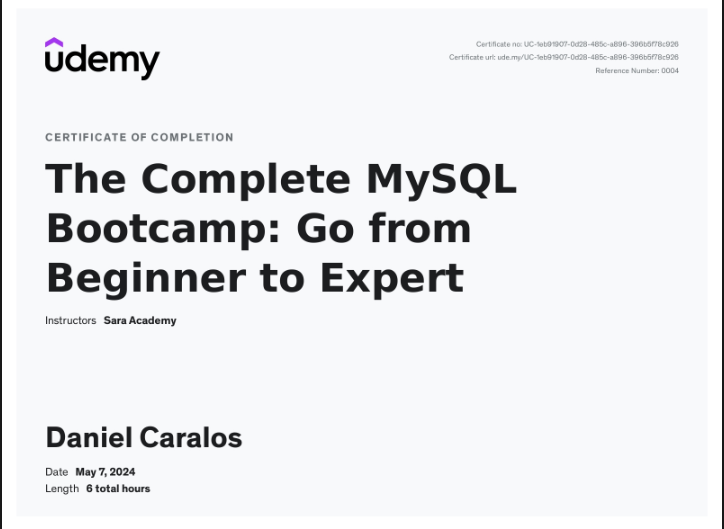 udemy
Certificate no: UC-1eb91907-0d28-485c-a896-396b5f78c926
Certificate url: ude.my/UC-1eb91907-0d28-485c-a896-396b5f78c926
Reference Number: 0004
CERTIFICATE OF COMPLETION
The Complete MySQL
Bootcamp: Go from
Beginner to Expert
Instructors Sara Academy
Daniel Caralos
Date May 7, 2024
Length 6 total hours